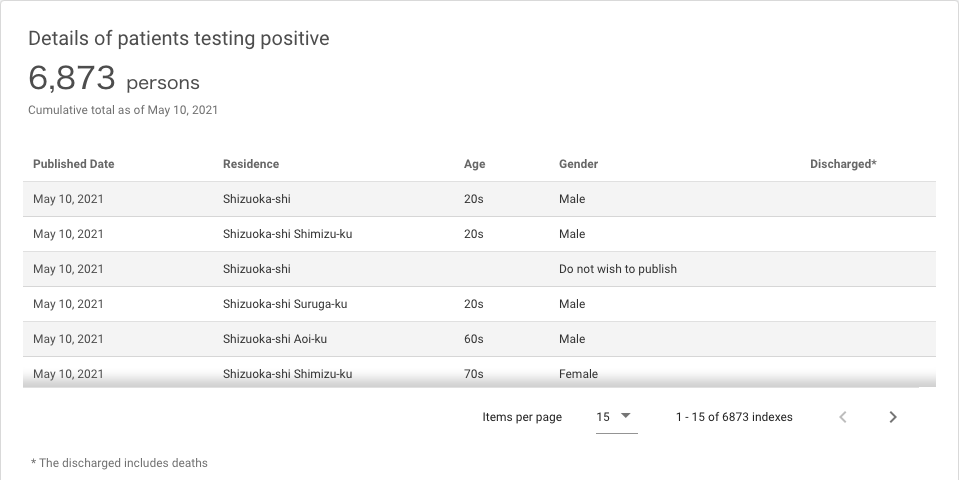 Details of patients testing positive
6,873 persons
Cumulative total as of May 10, 2021
Published Date Residence Age Gender Discharged*
May 10, 2021 Shizuoka-shi 20s Male
May 10, 2021 Shizuoka-shi Shimizu-ku 20s Male
May 10, 2021 Shizuoka-shi Do not wish to publish
May 10, 2021 Shizuoka-shi Suruga-ku 20s Male
May 10, 2021 Shizuoka-shi Aoi-ku 60s Male
May 10, 2021 Shizuoka-shi Shimizu-ku 70s Female
Items per page 15 1 - 15 of 6873 indexes
* The discharged includes deaths